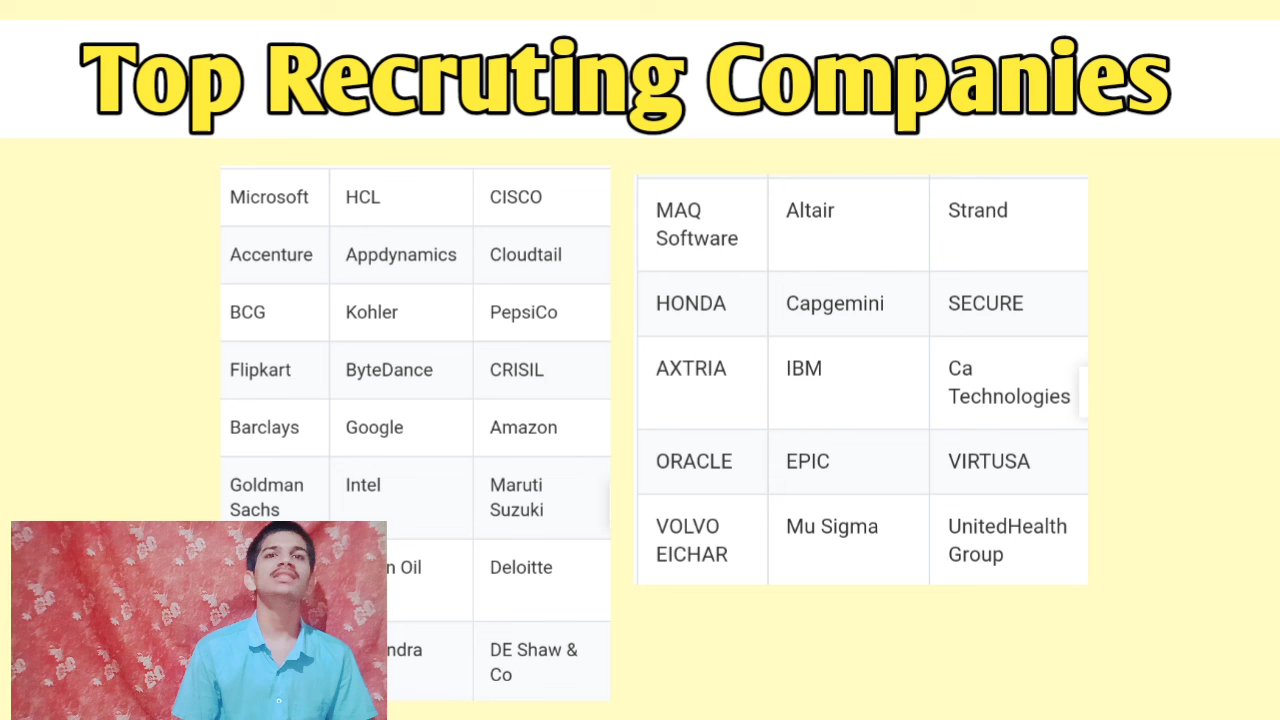 Top Recruting Companies
Microsoft HCL CISCO
Accenture Appdynamics Cloudtail
BCG Kohler PepsiCo
Flipkart ByteDance CRISIL
Barclays Google Amazon
Goldman Intel Maruti
Sachs Suzuki
n Oil Deloitte
ndra DE Shaw &
Co
MAQ Altair Strand
Software
HONDA Capgemini SECURE
AXTRIA IBM Ca
Technologies
ORACLE EPIC VIRTUSA
VOLVO Mu Sigma UnitedHealth
EICHAR Group